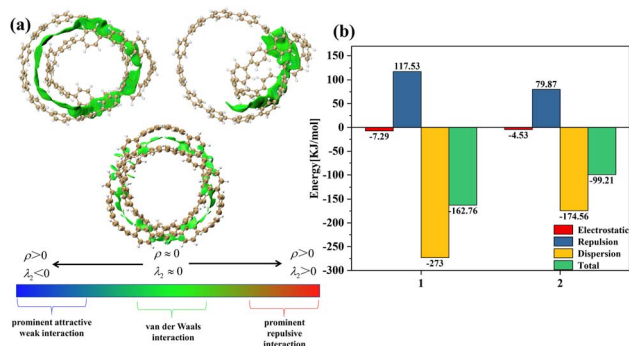 (a)
ρ>0
ρ≈0
ρ>0
λ₂<0
λ₂≈0
λ₂>0
prominent attractive
weak interaction
van der Waals
interaction
prominent
repulsive
interaction
(b)
Energy[KJ/mol]
150
100
50
0
-50
-100
-150
-200
-250
-300
117.53
79.87
-7.29
-4.53
-162.76
-99.21
-273
-174.56
Electrostatic
Repulsion
Dispersion
Total
1
2